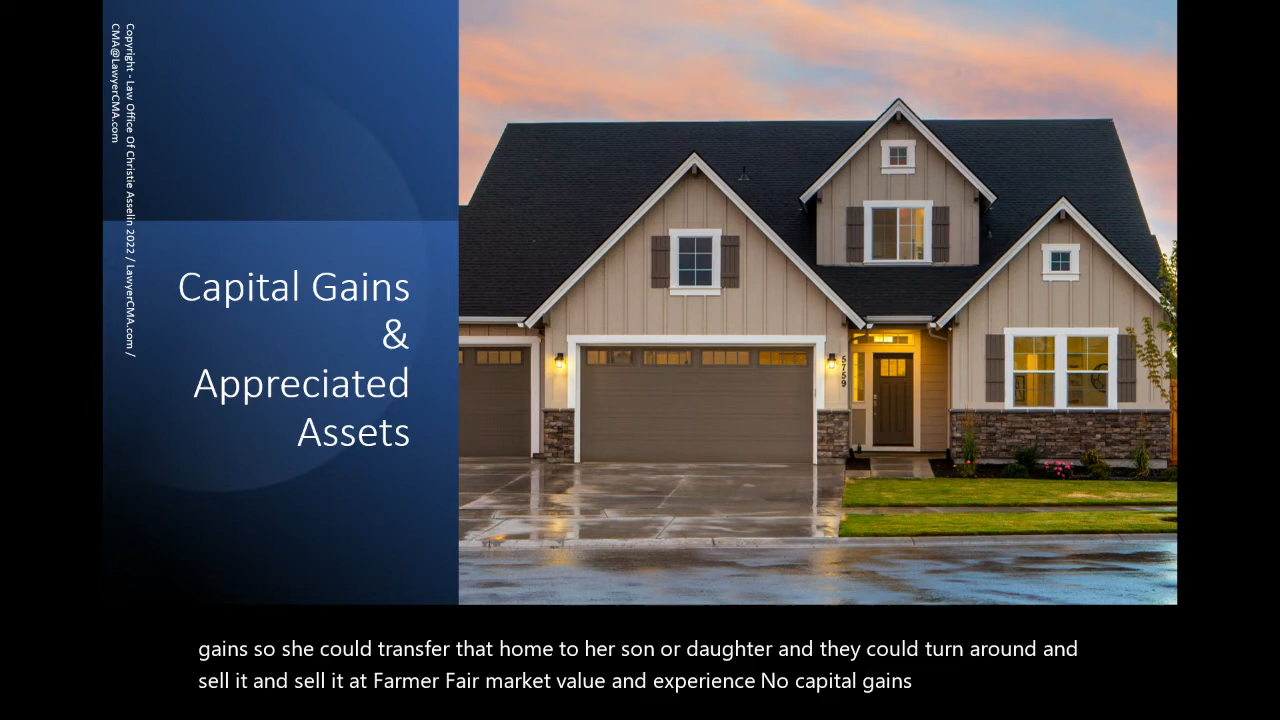 Copyright - Law Office Of Christie Asselin 2022 / LawyerCMA.com /
CMA@LawyerCMA.com
Capital Gains
&
Appreciated
Assets
5759
gains so she could transfer that home to her son or daughter and they could turn around and
sell it and sell it at Farmer Fair market value and experience No capital gains